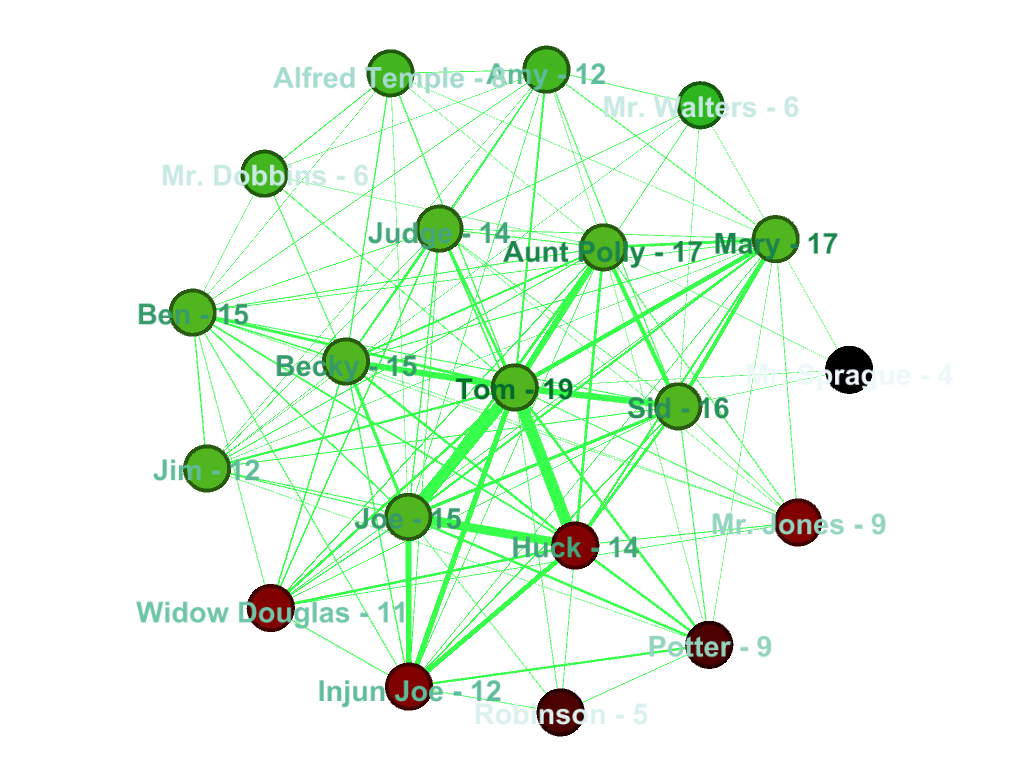 Alfred Temple - 8
Amy - 12
Mr. Walters - 6
Mr. Dobbins - 6
Judge - 14
Aunt Polly - 17
Mary - 17
Ben - 15
Becky - 15
Tom - 19
Sid - 16
Mr. Sprague - 4
Jim - 12
Joe - 15
Huck - 14
Mr. Jones - 9
Widow Douglas - 11
Potter - 9
Injun Joe - 12
Robinson - 5